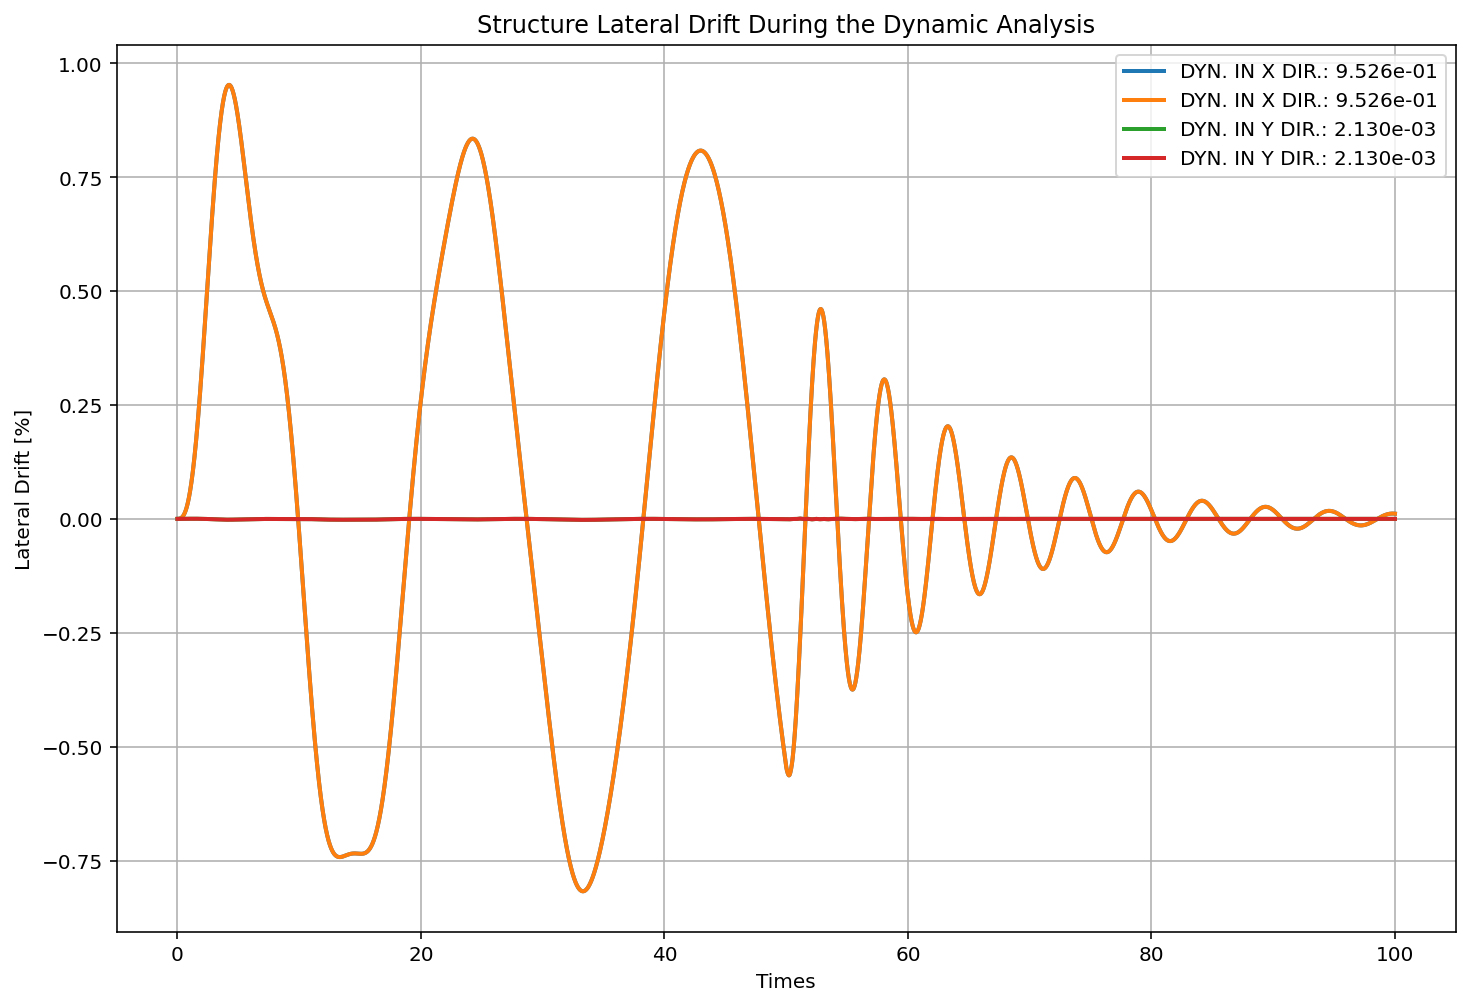 Structure Lateral Drift During the Dynamic Analysis
DYN. IN X DIR.: 9.526e-01
DYN. IN X DIR.: 9.526e-01
DYN. IN Y DIR.: 2.130e-03
DYN. IN Y DIR.: 2.130e-03
Lateral Drift [%]
1.00
0.75
0.50
0.25
0.00
−0.25
−0.50
−0.75
0 20 40 60 80 100
Times